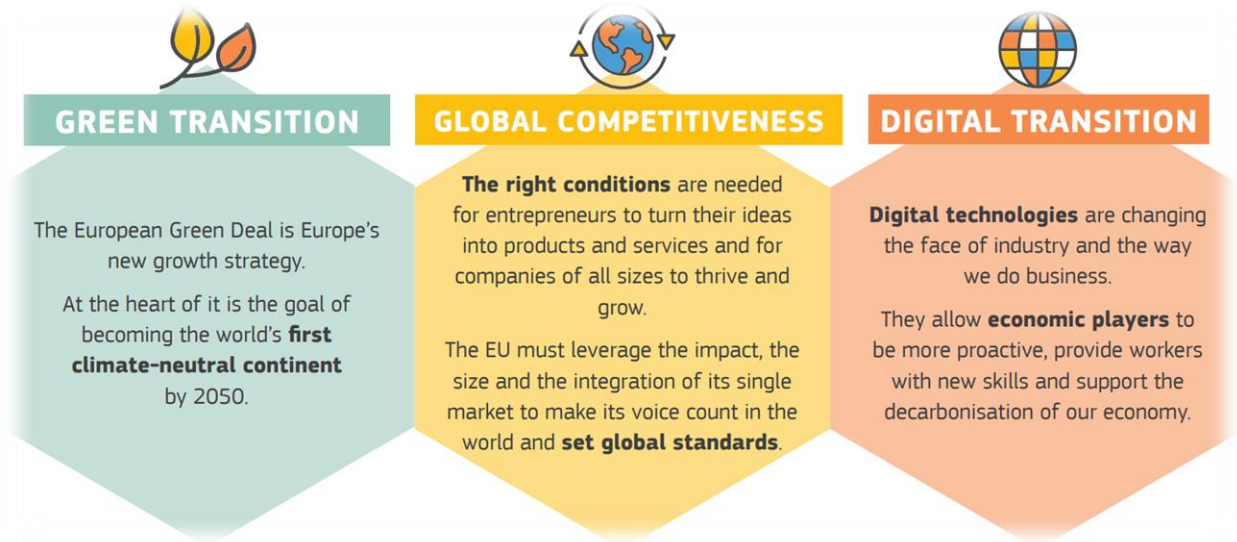 GREEN TRANSITION
The European Green Deal is Europe's
new growth strategy.
At the heart of it is the goal of
becoming the world's first
climate-neutral continent
by 2050.
GLOBAL COMPETITIVENESS
The right conditions are needed
for entrepreneurs to turn their ideas
into products and services and for
companies of all sizes to thrive and
grow.
The EU must leverage the impact, the
size and the integration of its single
market to make its voice count in the
world and set global standards.
DIGITAL TRANSITION
Digital technologies are changing
the face of industry and the way
we do business.
They allow economic players to
be more proactive, provide workers
with new skills and support the
decarbonisation of our economy.